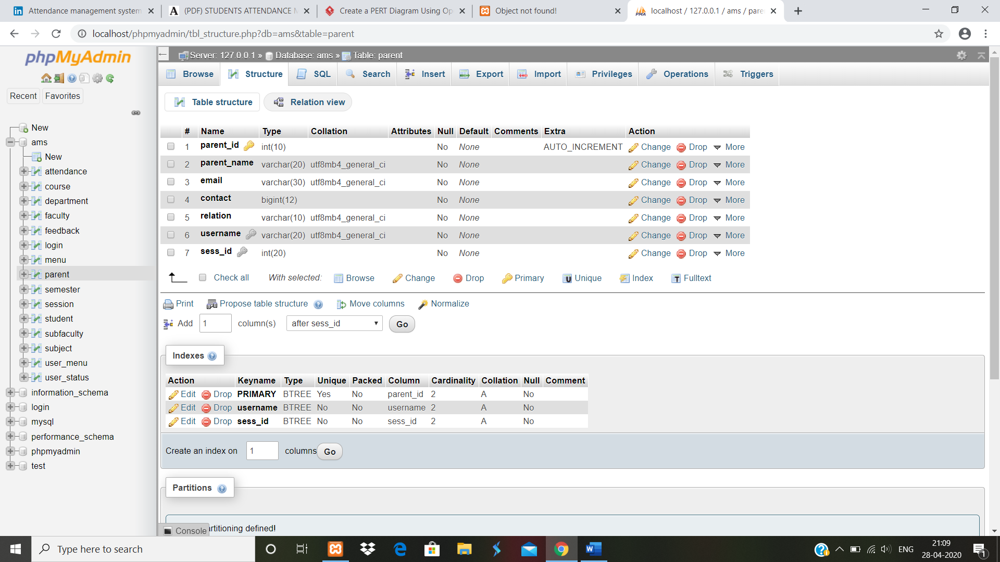 Attendance management system
(PDF) STUDENTS ATTENDANCE M
Create a PERT Diagram Using Op
Object not found!
localhost / 127.0.0.1 / ams / pare
localhost/phpmyadmin/tbl_structure.php?db=ams&table=parent
phpMyAdmin
Recent Favorites
New
ams
New
attendance
course
department
faculty
feedback
login
menu
parent
semester
session
student
subfaculty
subject
user_menu
user_status
information_schema
login
mysql
performance_schema
phpmyadmin
test
Server: 127.0.0.1 » Database: ams » Table: parent
Browse Structure SQL Search Insert Export Import Privileges Operations Triggers
Table structure Relation view
# Name Type Collation Attributes Null Default Comments Extra Action
1 parent_id int(10) No None AUTO_INCREMENT Change Drop More
2 parent_name varchar(20) utf8mb4_general_ci No None Change Drop More
3 email varchar(30) utf8mb4_general_ci No None Change Drop More
4 contact bigint(12) No None Change Drop More
5 relation varchar(10) utf8mb4_general_ci No None Change Drop More
6 username varchar(20) utf8mb4_general_ci No None Change Drop More
7 sess_id int(20) No None Change Drop More
Check all With selected: Browse Change Drop Primary Unique Index Fulltext
Print Propose table structure Move columns Normalize
Add 1 column(s) after sess_id Go
Indexes
Action Keyname Type Unique Packed Column Cardinality Collation Null Comment
Edit Drop PRIMARY BTREE Yes No parent_id 2 A No
Edit Drop username BTREE No No username 2 A No
Edit Drop sess_id BTREE No No sess_id 2 A No
Create an index on 1 columns Go
Partitions
artitioning defined!
Console
Type here to search
ENG
21:09
28-04-2020
1